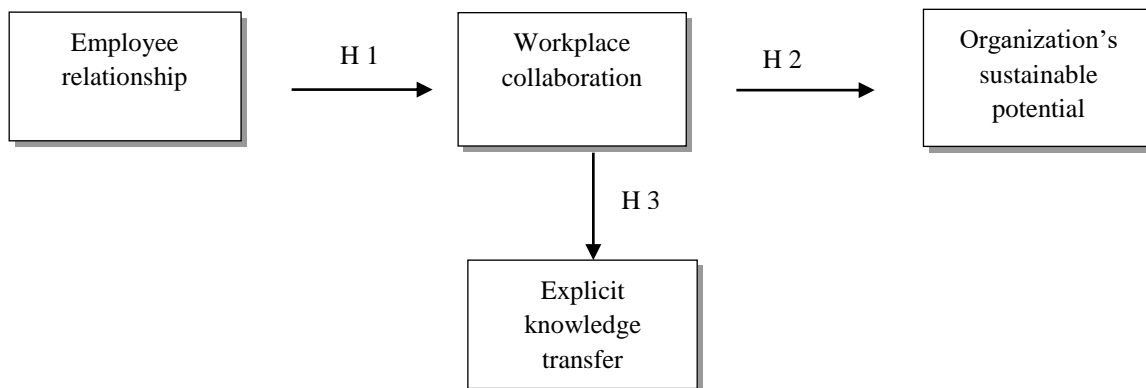 Employee
relationship
H 1
Workplace
collaboration
H 2
Organization’s
sustainable
potential
H 3
Explicit
knowledge
transfer